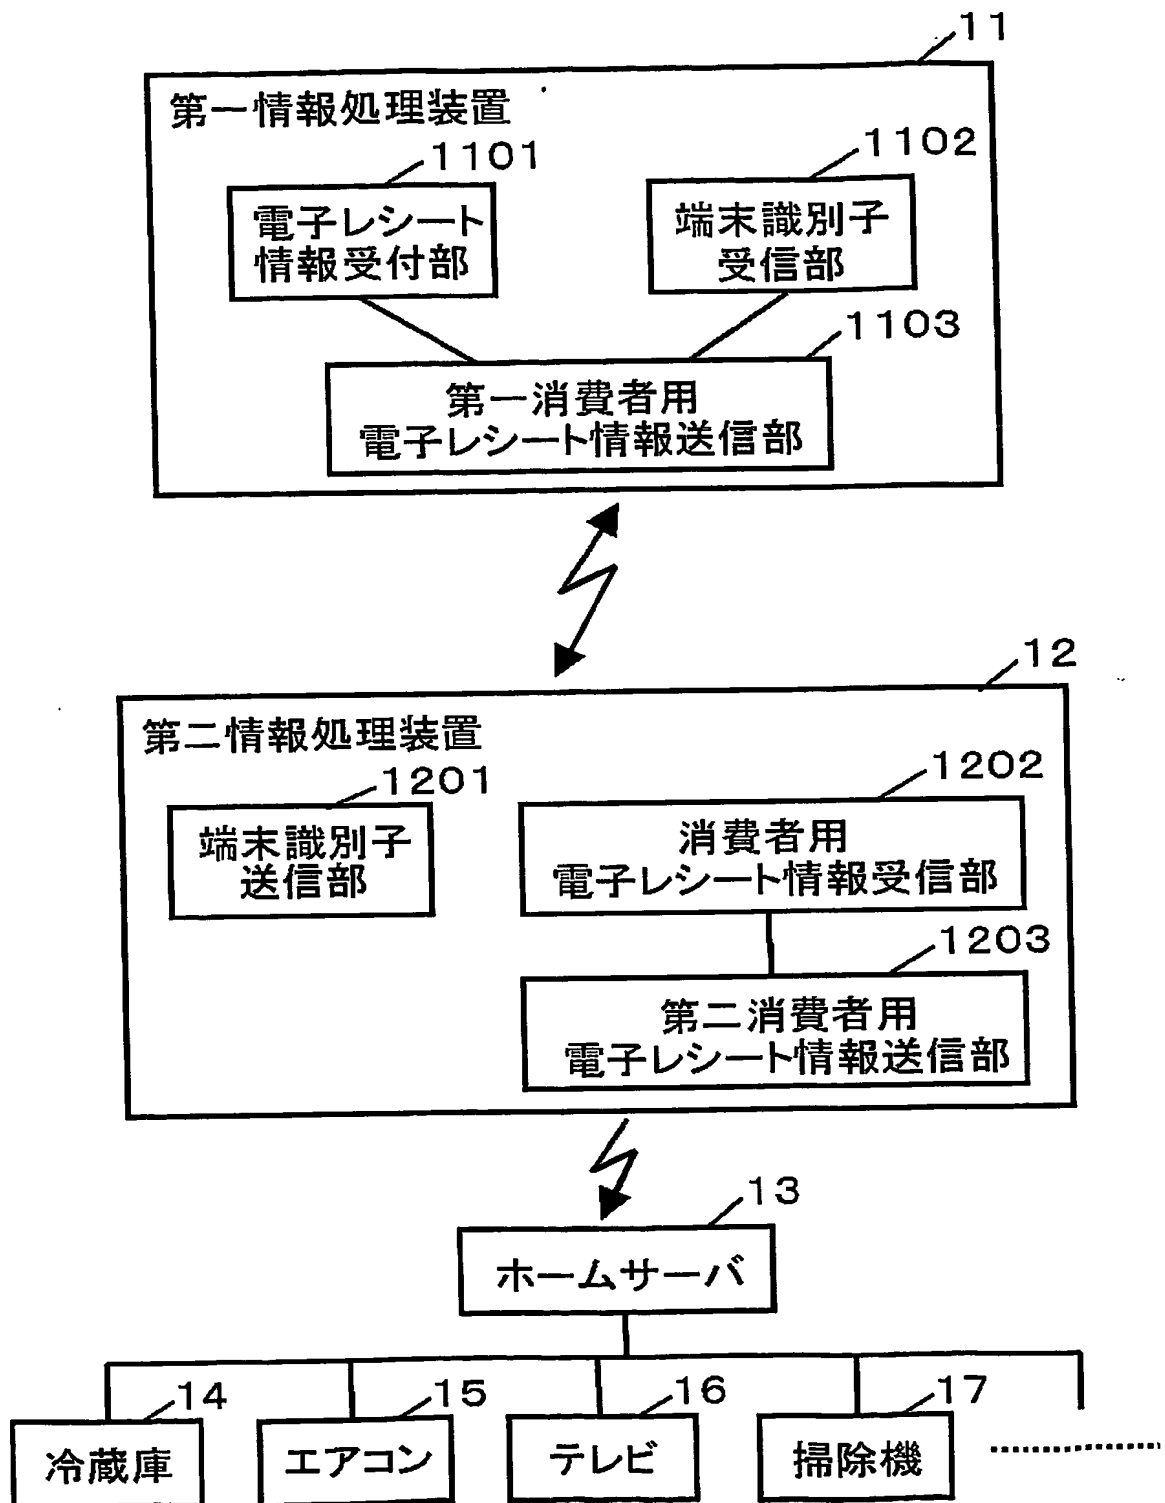 11
第一情報処理装置
1101
1102
電子レシート
情報受付部
端末識別子
受信部
1103
第一消費者用
電子レシート情報送信部
12
第二情報処理装置
1201
1202
端末識別子
送信部
消費者用
電子レシート情報受信部
1203
第二消費者用
電子レシート情報送信部
13
ホームサーバ
14
15
16
17
冷蔵庫
エアコン
テレビ
掃除機